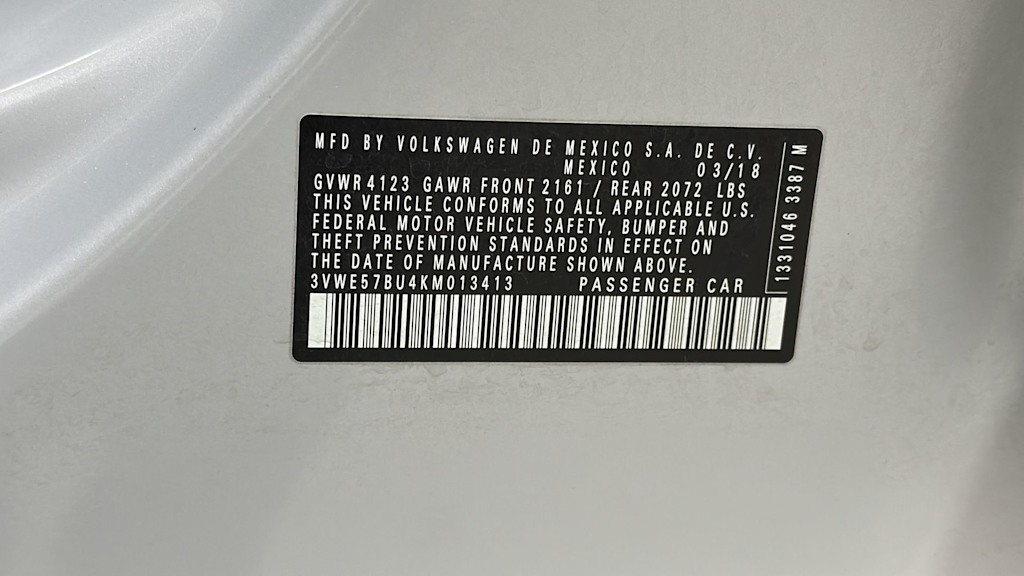 MFD BY VOLKSWAGEN DE MEXICO S.A. DE C.V.
MEXICO 03/18
GVWR 4123 GAWR FRONT 2161 / REAR 2072 LBS
THIS VEHICLE CONFORMS TO ALL APPLICABLE U.S.
FEDERAL MOTOR VEHICLE SAFETY, BUMPER AND
THEFT PREVENTION STANDARDS IN EFFECT ON
THE DATE OF MANUFACTURE SHOWN ABOVE.
3VWE57BU4KM013413 PASSENGER CAR
1331046 3387 M